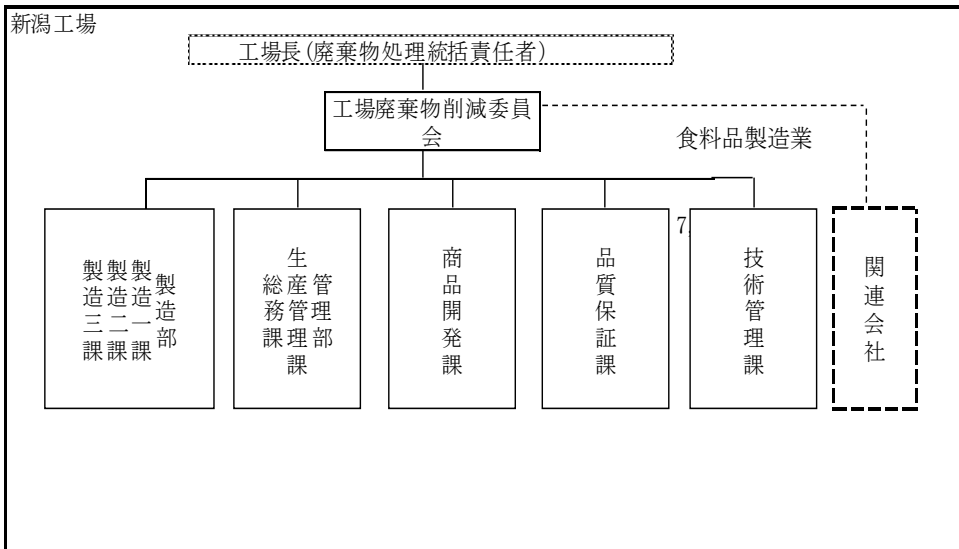 新潟工場
工場長(廃棄物処理統括責任者)
工場廃棄物削減委員
会
食料品製造業
製造部
製造一課
製造二課
製造三課
管理部
生産管理課
総務課
商品開発課
品質保証課
7,
技術管理課
関連会社